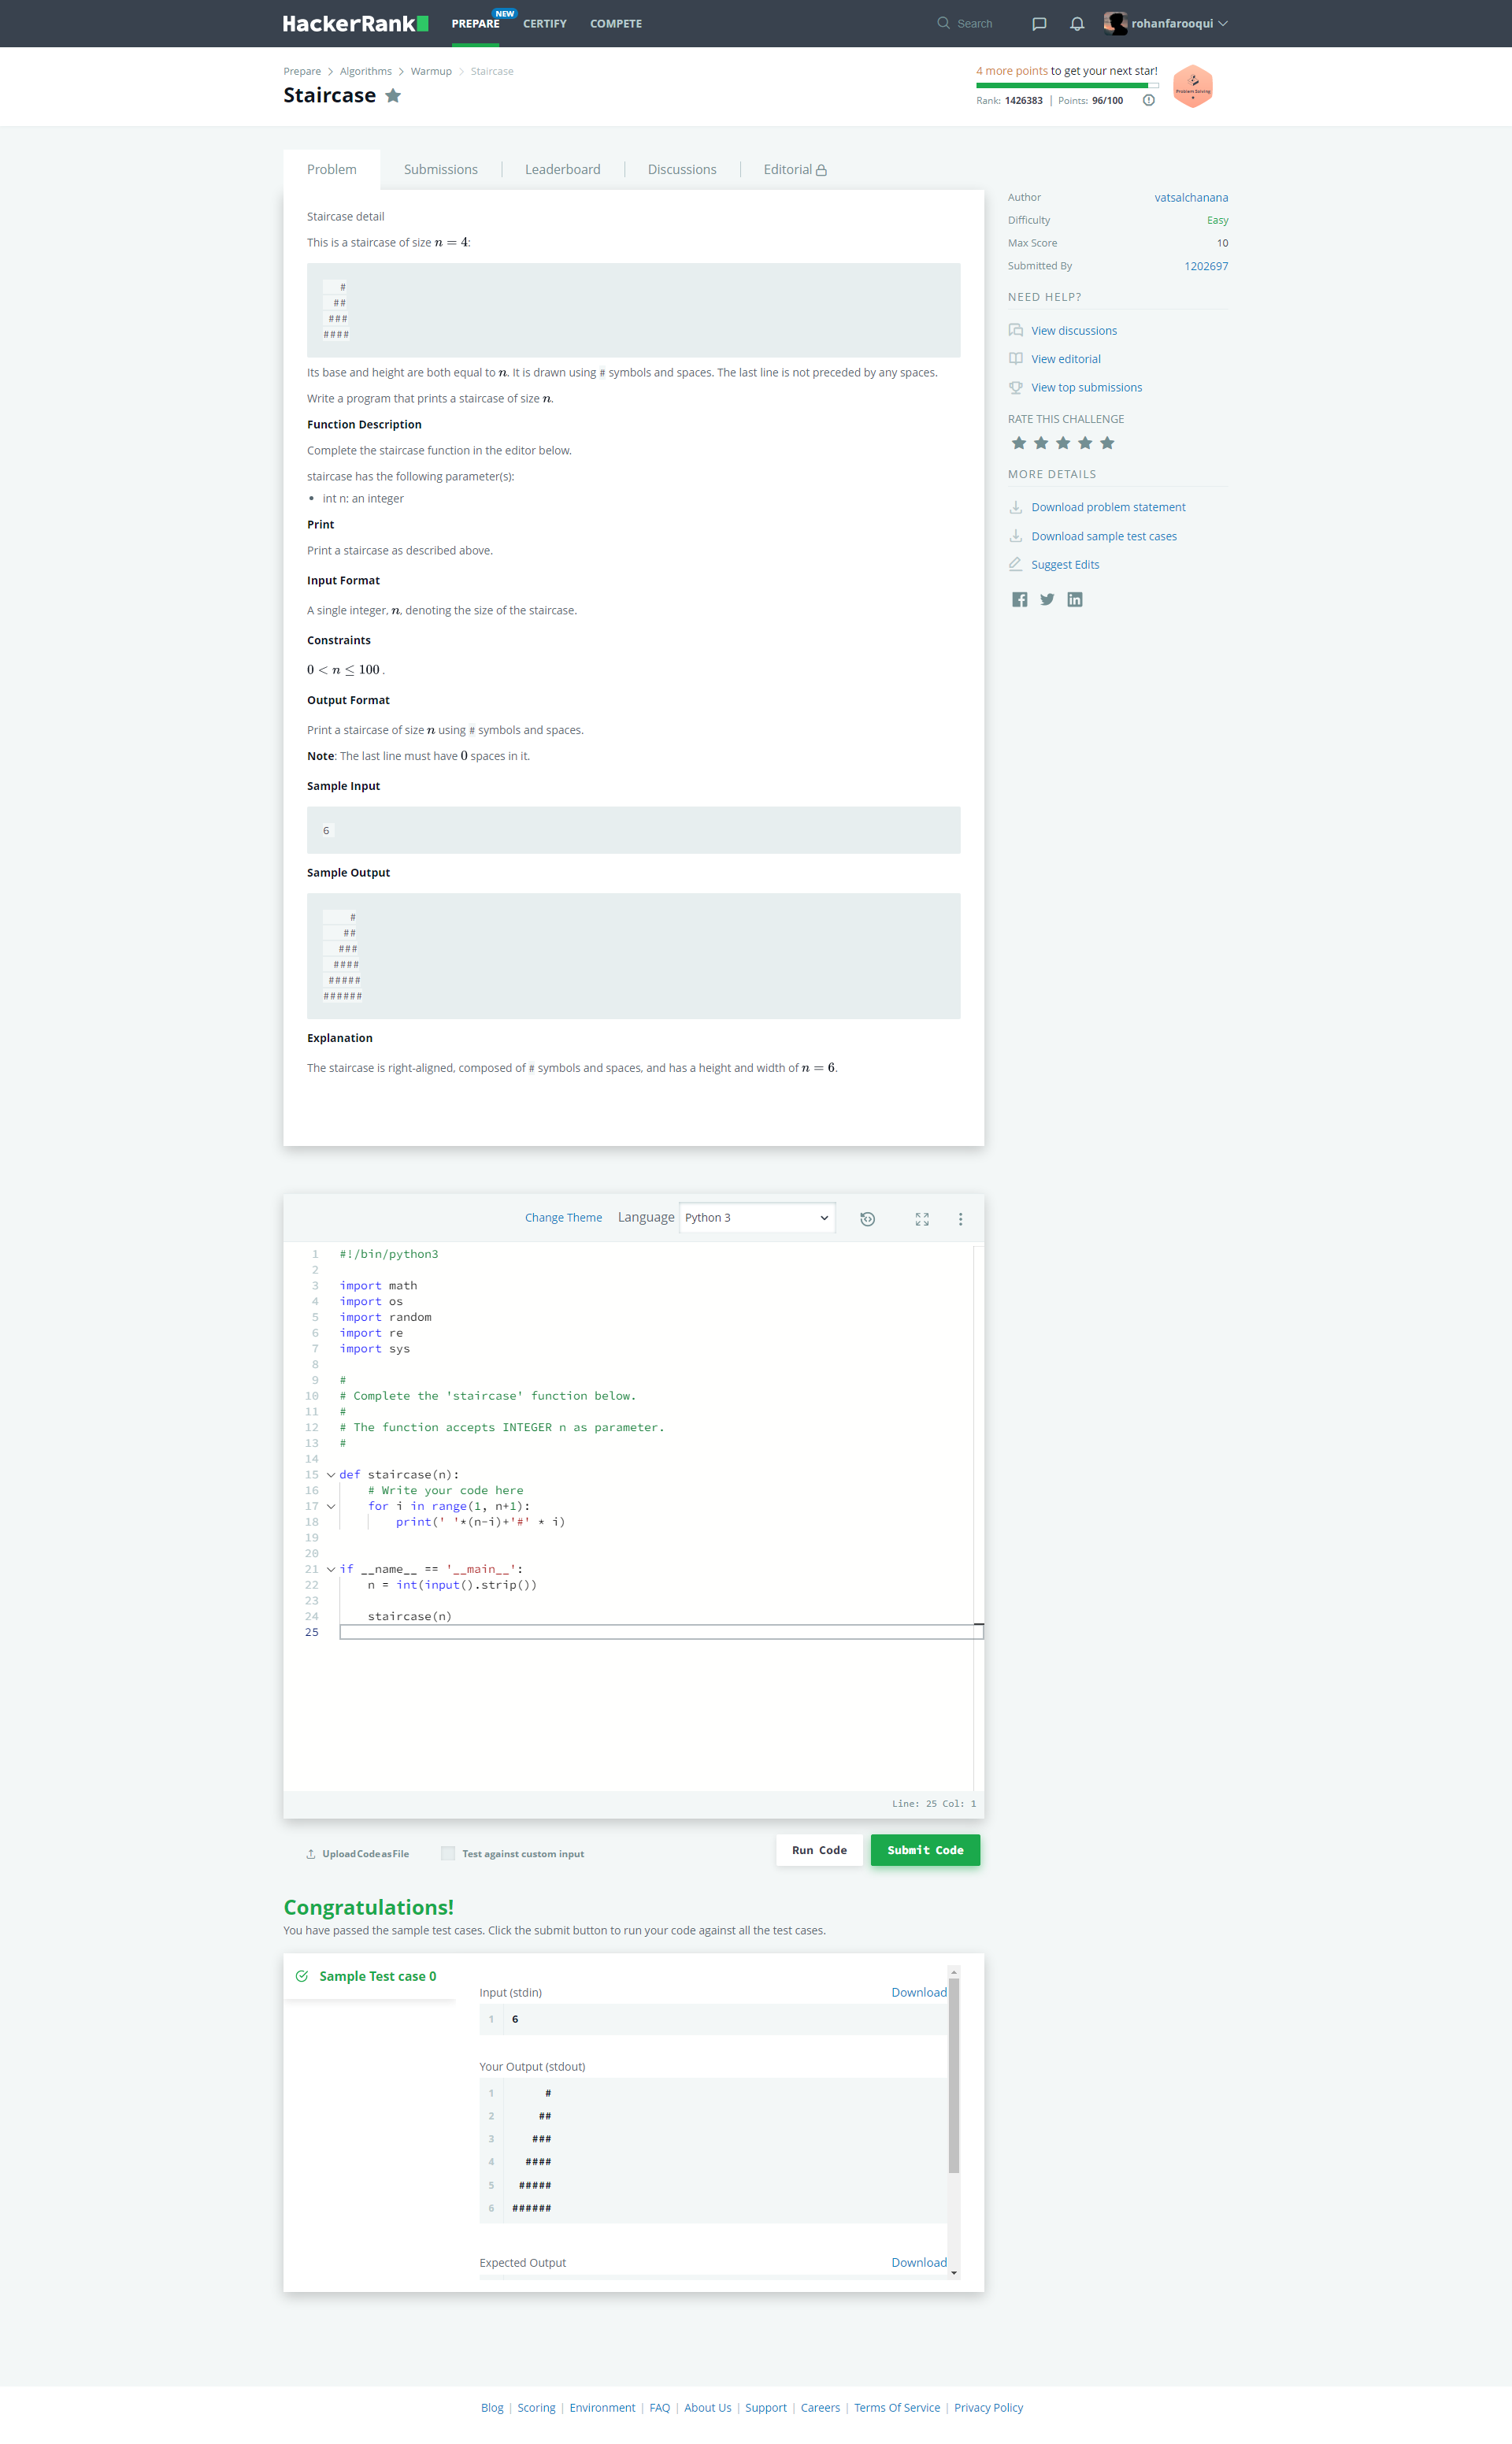 HackerRank PREPARE NEW CERTIFY COMPETE Search rohanfarooqui
Prepare > Algorithms > Warmup > Staircase
Staircase
4 more points to get your next star!
Rank: 1426383 | Points: 96/100
Problem Solving
Problem Submissions Leaderboard Discussions Editorial
Staircase detail
This is a staircase of size n = 4:
   #
  ##
 ###
####
Its base and height are both equal to n. It is drawn using # symbols and spaces. The last line is not preceded by any spaces.
Write a program that prints a staircase of size n.
Function Description
Complete the staircase function in the editor below.
staircase has the following parameter(s):
• int n: an integer
Print
Print a staircase as described above.
Input Format
A single integer, n, denoting the size of the staircase.
Constraints
0 < n ≤ 100 .
Output Format
Print a staircase of size n using # symbols and spaces.
Note: The last line must have 0 spaces in it.
Sample Input
6
Sample Output
     #
    ##
   ###
  ####
 #####
######
Explanation
The staircase is right-aligned, composed of # symbols and spaces, and has a height and width of n = 6.
Author vatsalchanana
Difficulty Easy
Max Score 10
Submitted By 1202697
NEED HELP?
View discussions
View editorial
View top submissions
RATE THIS CHALLENGE
MORE DETAILS
Download problem statement
Download sample test cases
Suggest Edits
Change Theme Language Python 3
1 #!/bin/python3
2
3 import math
4 import os
5 import random
6 import re
7 import sys
8
9 #
10 # Complete the 'staircase' function below.
11 #
12 # The function accepts INTEGER n as parameter.
13 #
14
15 def staircase(n):
16     # Write your code here
17     for i in range(1, n+1):
18         print(' '*(n-i)+'#' * i)
19
20
21 if __name__ == '__main__':
22     n = int(input().strip())
23
24     staircase(n)
25
Line: 25 Col: 1
Upload Code as File Test against custom input Run Code Submit Code
Congratulations!
You have passed the sample test cases. Click the submit button to run your code against all the test cases.
Sample Test case 0
Input (stdin) Download
1 6
Your Output (stdout)
1      #
2     ##
3    ###
4   ####
5  #####
6 ######
Expected Output Download
Blog | Scoring | Environment | FAQ | About Us | Support | Careers | Terms Of Service | Privacy Policy